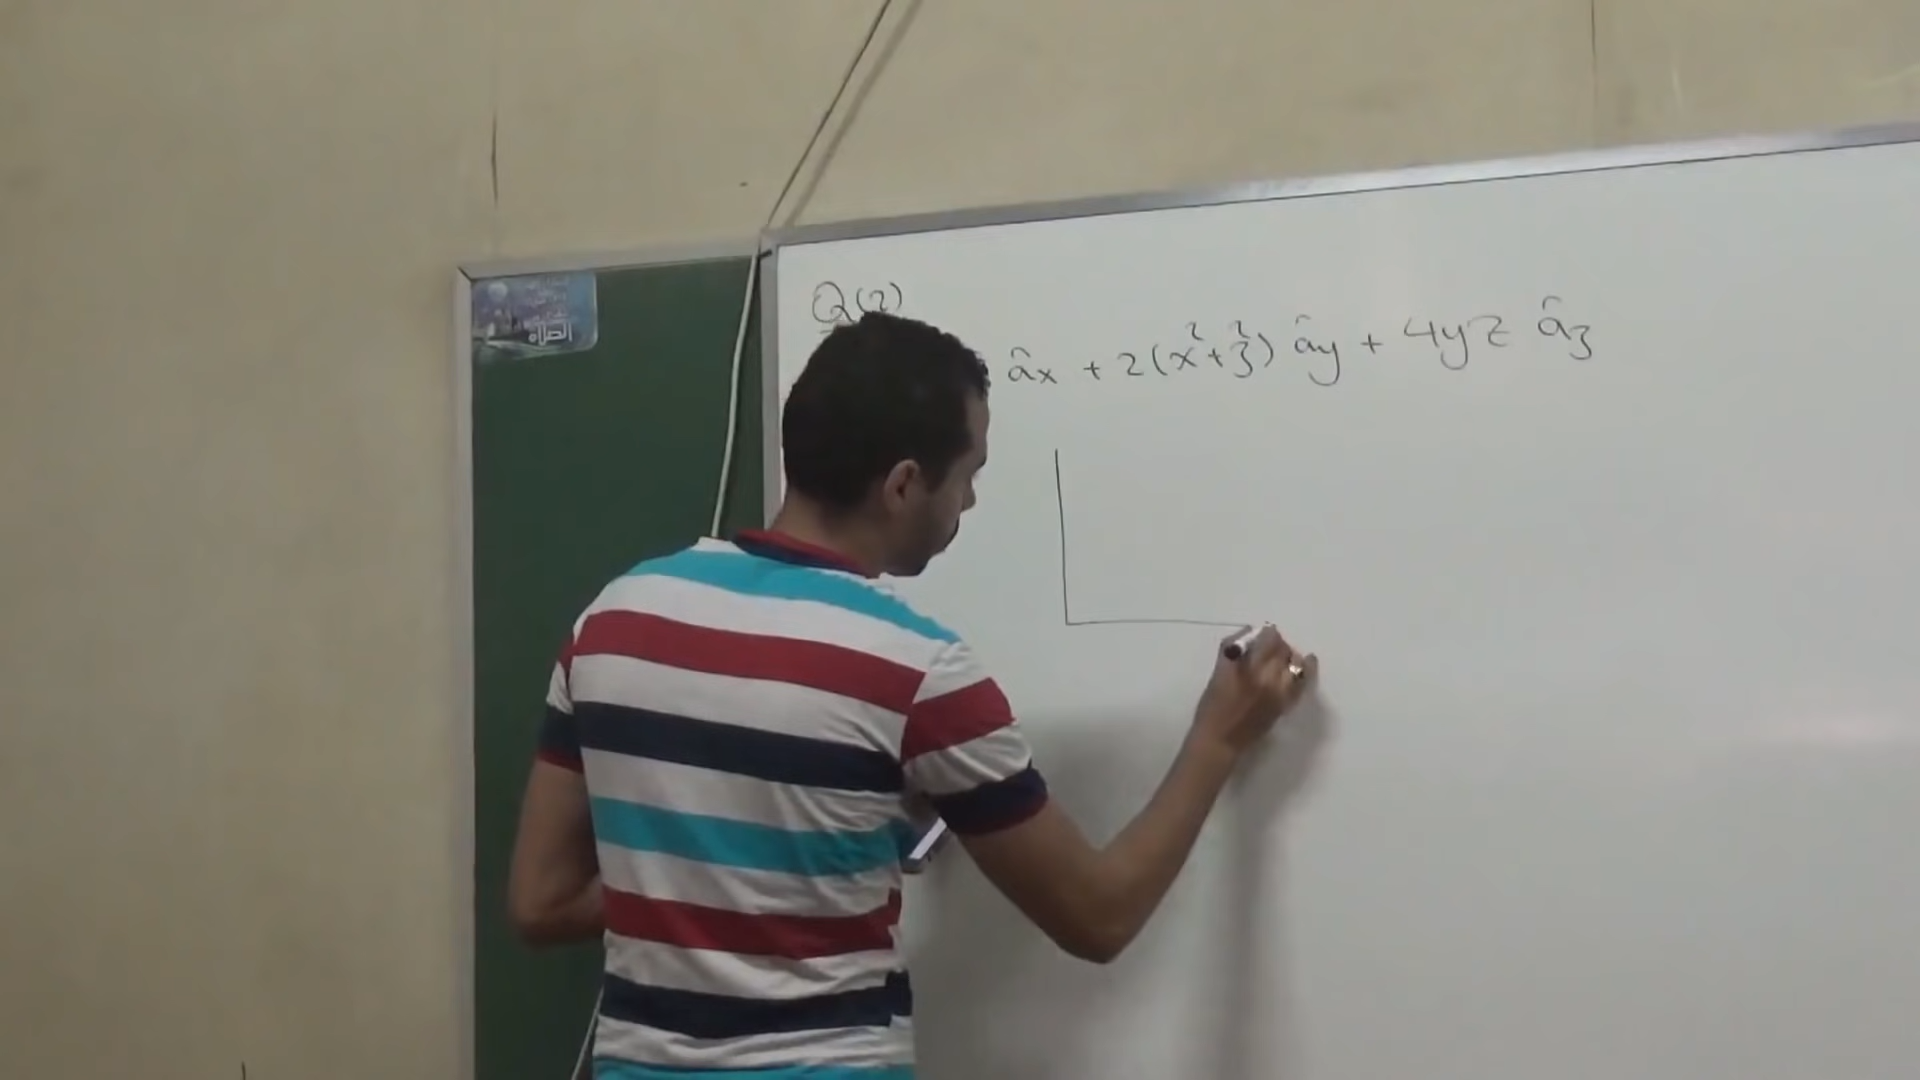 Q(2)
âx + 2(x²+z²) ây + 4yz âz
الصلاة